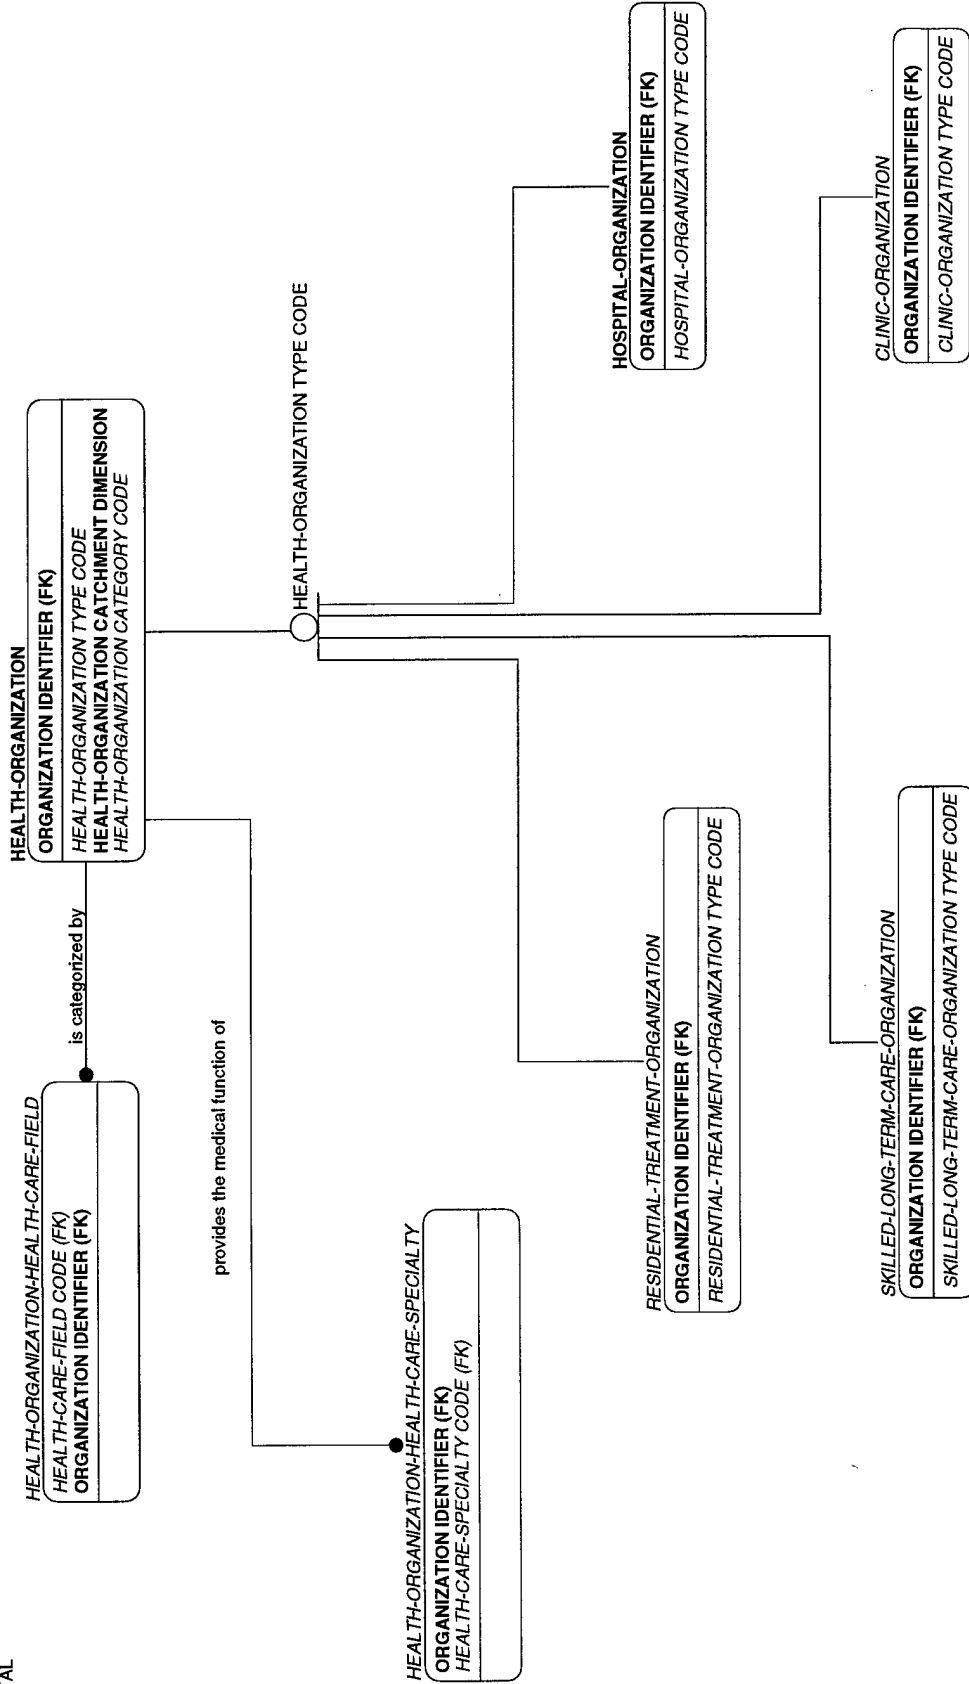 AL
HEALTH-ORGANIZATION-HEALTH-CARE-FIELD
HEALTH-CARE-FIELD CODE (FK)
ORGANIZATION IDENTIFIER (FK)
is categorized by
HEALTH-ORGANIZATION
ORGANIZATION IDENTIFIER (FK)
HEALTH-ORGANIZATION TYPE CODE
HEALTH-ORGANIZATION CATCHMENT DIMENSION
HEALTH-ORGANIZATION CATEGORY CODE
provides the medical function of
HEALTH-ORGANIZATION TYPE CODE
HEALTH-ORGANIZATION-HEALTH-CARE-SPECIALTY
ORGANIZATION IDENTIFIER (FK)
HEALTH-CARE-SPECIALTY CODE (FK)
RESIDENTIAL-TREATMENT-ORGANIZATION
ORGANIZATION IDENTIFIER (FK)
RESIDENTIAL-TREATMENT-ORGANIZATION TYPE CODE
HOSPITAL-ORGANIZATION
ORGANIZATION IDENTIFIER (FK)
HOSPITAL-ORGANIZATION TYPE CODE
SKILLED-LONG-TERM-CARE-ORGANIZATION
ORGANIZATION IDENTIFIER (FK)
SKILLED-LONG-TERM-CARE-ORGANIZATION TYPE CODE
CLINIC-ORGANIZATION
ORGANIZATION IDENTIFIER (FK)
CLINIC-ORGANIZATION TYPE CODE